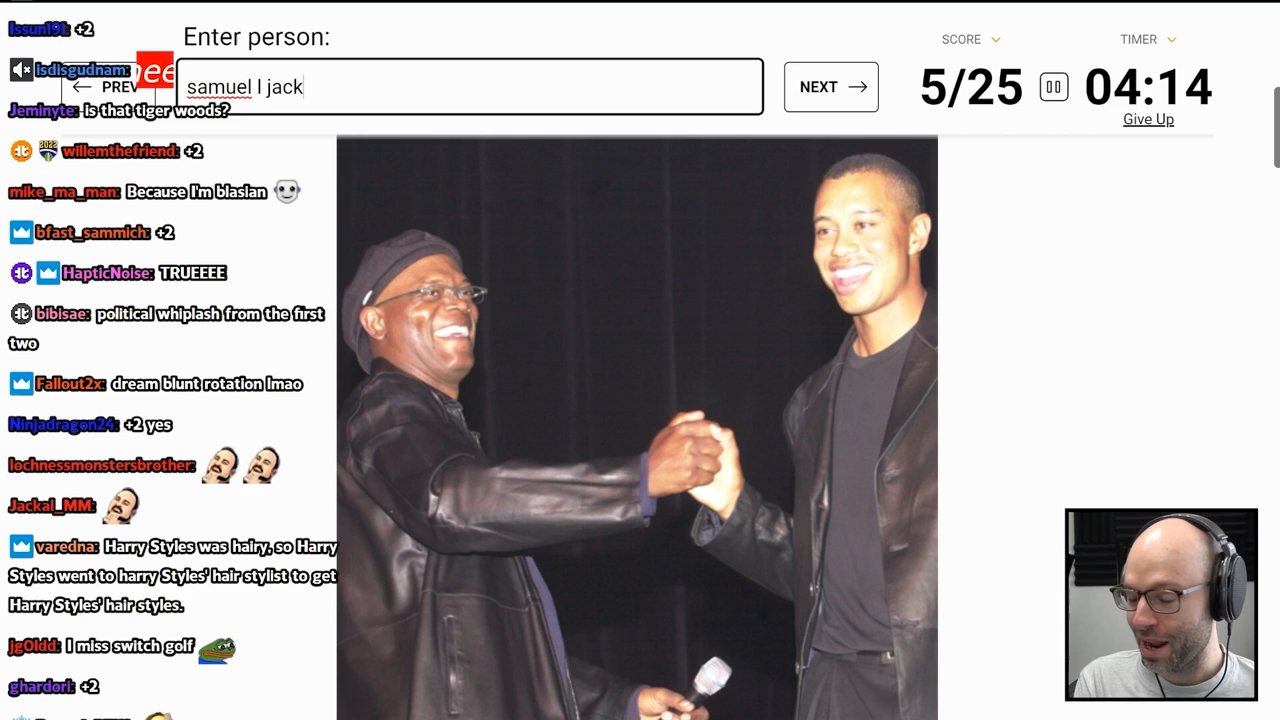 Issun191: +2
Enter person:
SCORE
TIMER
isdisgudnam:
nee
PREV
samuel l jack
NEXT
5/25
04:14
Give Up
Jeminyte: is that tiger woods?
2022
willemthefriend: +2
mike_ma_man: Because I'm blasian
bfast_sammich: +2
HapticNoise: TRUEEEE
bibisae: political whiplash from the first
two
Fallout2x: dream blunt rotation lmao
Ninjadragon24: +2 yes
lochnessmonstersbrother:
Jackal_MM:
varedna: Harry Styles was hairy, so Harry
Styles went to harry Styles' hair stylist to get
Harry Styles' hair styles.
jgOldd: I miss switch golf
ghardori: +2